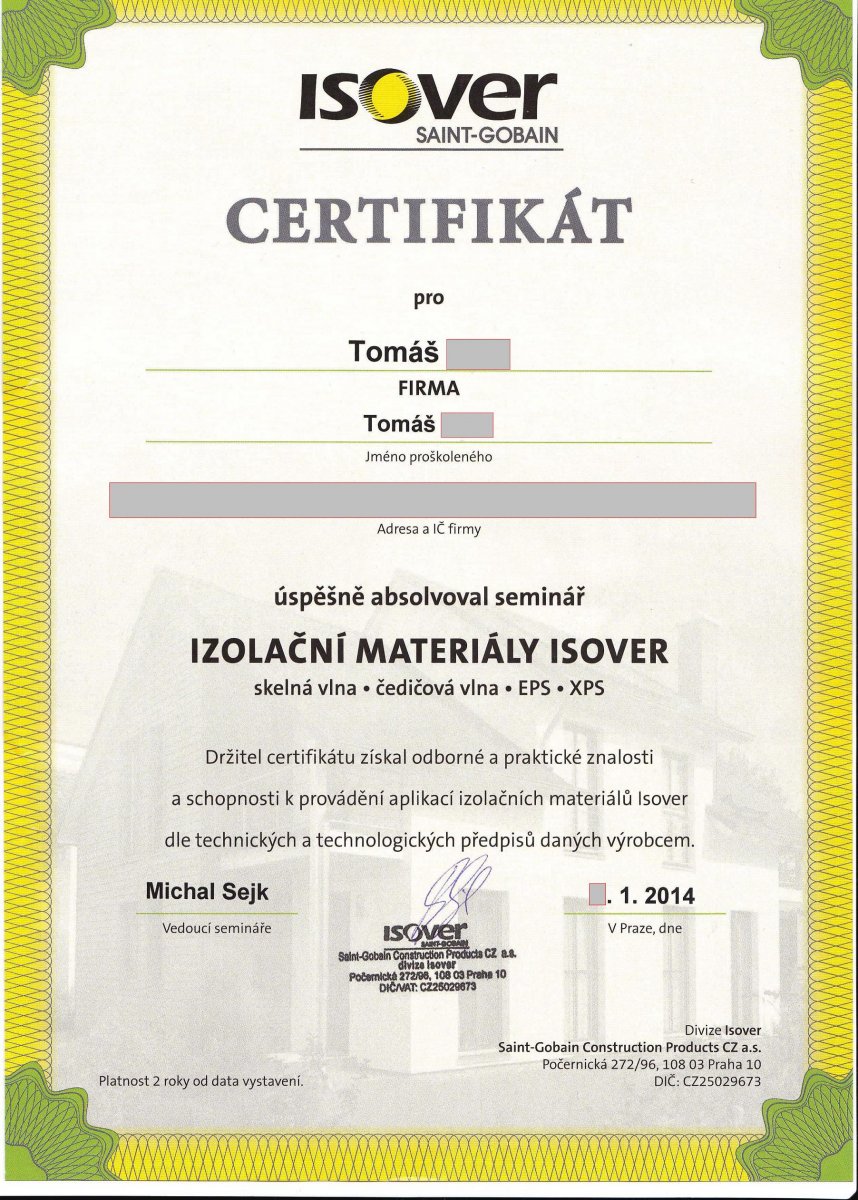 ISOVER
SAINT-GOBAIN
CERTIFIKÁT
pro
Tomáš
FIRMA
Tomáš
Jméno proškoleného
Adresa a IČ firmy
úspěšně absolvoval seminář
IZOLAČNÍ MATERIÁLY ISOVER
skelná vlna • čedičová vlna • EPS • XPS
Držitel certifikátu získal odborné a praktické znalosti
a schopnosti k provádění aplikací izolačních materiálů Isover
dle technických a technologických předpisů daných výrobcem.
Michal Sejk
Vedoucí semináře
. 1. 2014
V Praze, dne
ISOVER
SAINT-GOBAIN
Saint-Gobain Construction Products CZ a.s.
divize Isover
Počernická 272/96, 108 03 Praha 10
DIČ/VAT: CZ25029673
Divize Isover
Saint-Gobain Construction Products CZ a.s.
Počernická 272/96, 108 03 Praha 10
DIČ: CZ25029673
Platnost 2 roky od data vystavení.